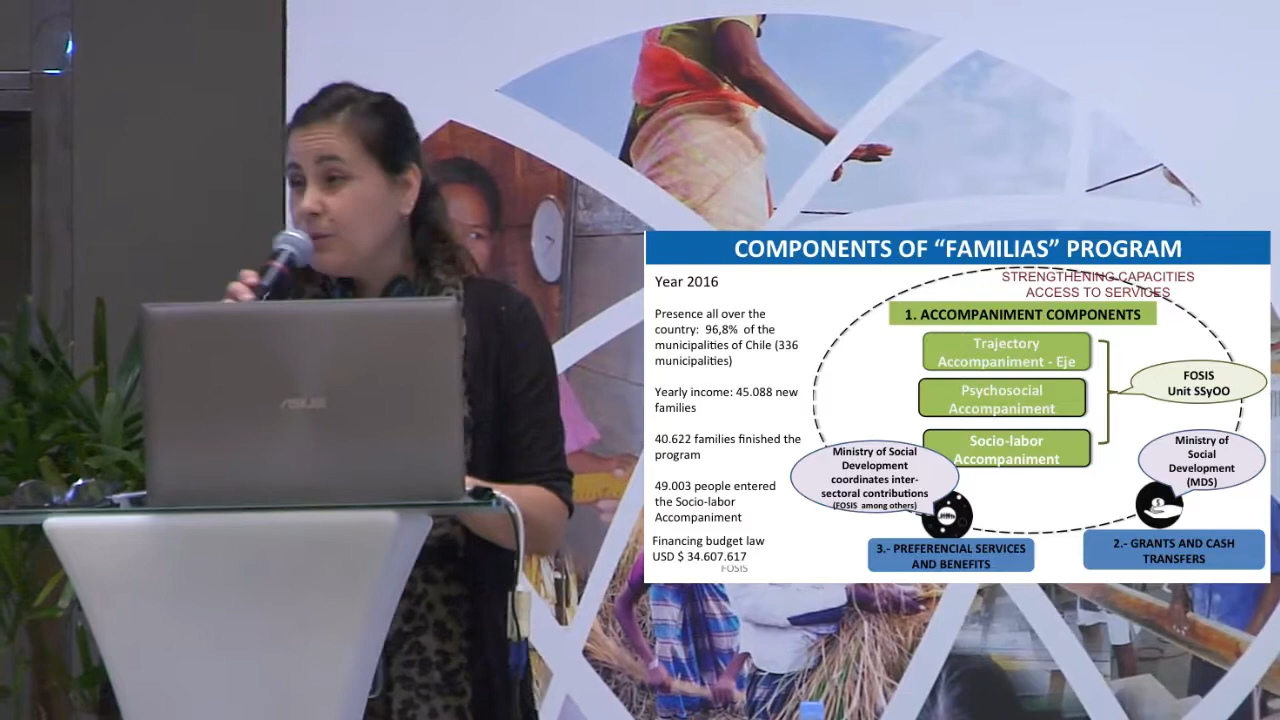 COMPONENTS OF “FAMILIAS” PROGRAM
Year 2016
Presence all over the
country: 96,8% of the
municipalities of Chile (336
municipalities)
Yearly income: 45.088 new
families
40.622 families finished the
program
49.003 people entered
the Socio-labor
Accompaniment
Financing budget law
USD $ 34.607.617
FOSIS
STRENGTHENING CAPACITIES
ACCESS TO SERVICES
1. ACCOMPANIMENT COMPONENTS
Trajectory
Accompaniment - Eje
Psychosocial
Accompaniment
Socio-labor
Accompaniment
FOSIS
Unit SSyOO
Ministry of Social
Development
coordinates inter-
sectoral contributions
(FOSIS among others)
Ministry of
Social
Development
(MDS)
3.- PREFERENCIAL SERVICES
AND BENEFITS
2.- GRANTS AND CASH
TRANSFERS
ASUS